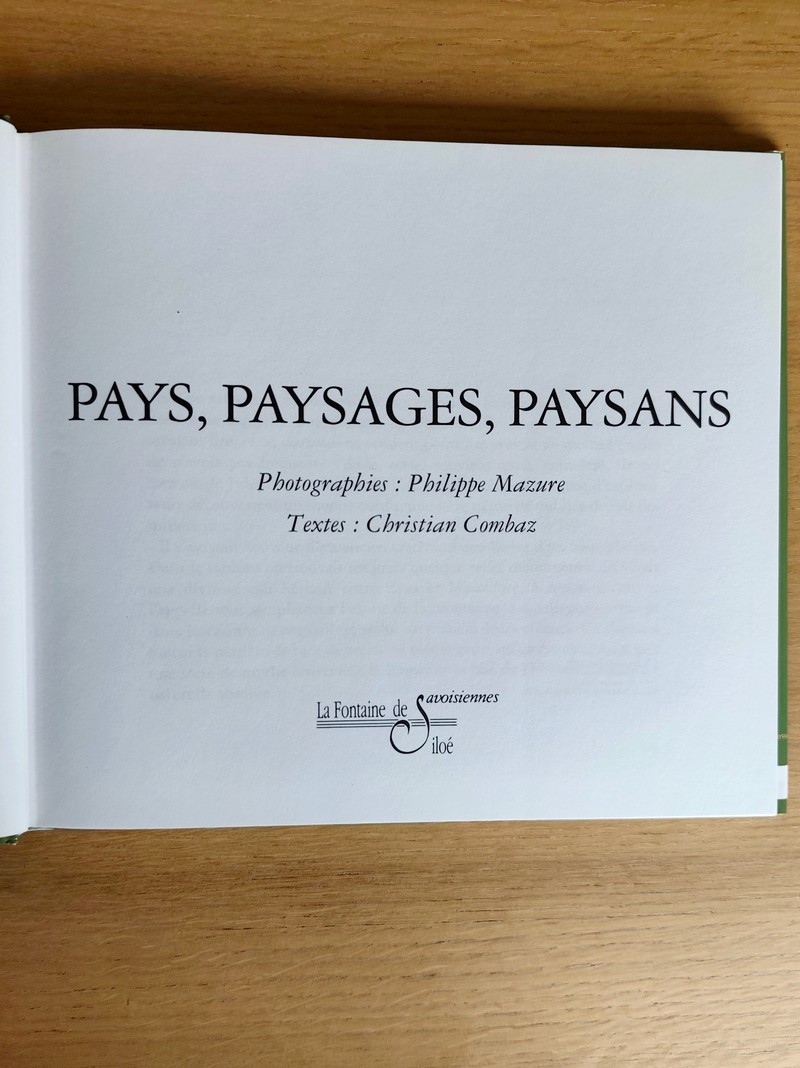 PAYS, PAYSAGES, PAYSANS
Photographies : Philippe Mazure
Textes : Christian Combaz
La Fontaine de Siloé
Savoisiennes